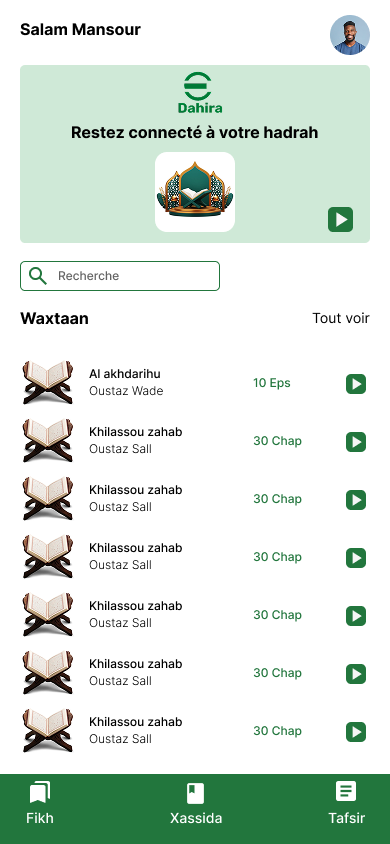 Salam Mansour
Dahira
Restez connecté à votre hadrah
Recherche
Waxtaan
Tout voir
Al akhdarihu
Oustaz Wade
10 Eps
Khilassou zahab
Oustaz Sall
30 Chap
Khilassou zahab
Oustaz Sall
30 Chap
Khilassou zahab
Oustaz Sall
30 Chap
Khilassou zahab
Oustaz Sall
30 Chap
Khilassou zahab
Oustaz Sall
30 Chap
Khilassou zahab
Oustaz Sall
30 Chap
Fikh
Xassida
Tafsir